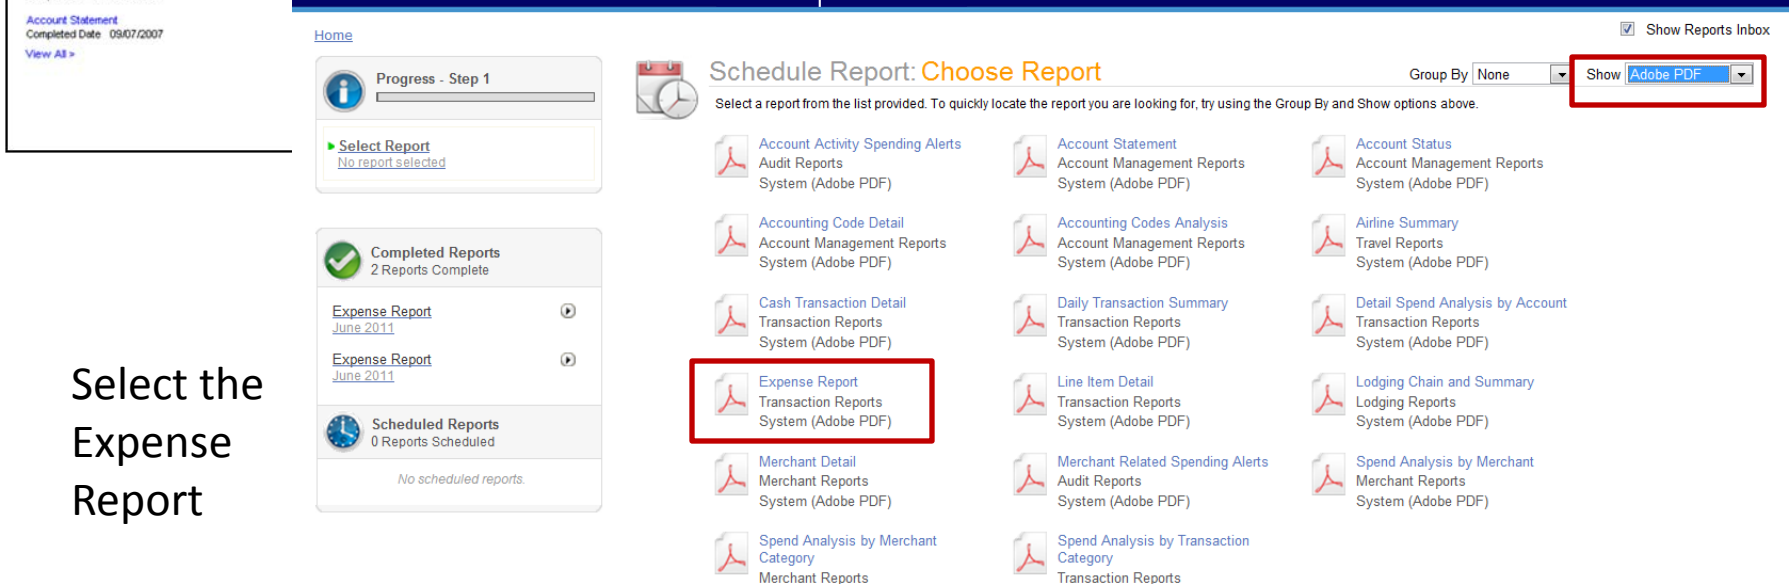 Account Statement
Completed Date 09/07/2007
View All >
Home
Show Reports Inbox
Progress - Step 1
Select Report
No report selected
Completed Reports
2 Reports Complete
Expense Report
June 2011
Expense Report
June 2011
Scheduled Reports
0 Reports Scheduled
No scheduled reports.
Select the
Expense
Report
Schedule Report: Choose Report
Group By None
Show Adobe PDF
Select a report from the list provided. To quickly locate the report you are looking for, try using the Group By and Show options above.
Account Activity Spending Alerts
Audit Reports
System (Adobe PDF)
Account Statement
Account Management Reports
System (Adobe PDF)
Account Status
Account Management Reports
System (Adobe PDF)
Accounting Code Detail
Account Management Reports
System (Adobe PDF)
Accounting Codes Analysis
Account Management Reports
System (Adobe PDF)
Airline Summary
Travel Reports
System (Adobe PDF)
Cash Transaction Detail
Transaction Reports
System (Adobe PDF)
Daily Transaction Summary
Transaction Reports
System (Adobe PDF)
Detail Spend Analysis by Account
Transaction Reports
System (Adobe PDF)
Expense Report
Transaction Reports
System (Adobe PDF)
Line Item Detail
Transaction Reports
System (Adobe PDF)
Lodging Chain and Summary
Lodging Reports
System (Adobe PDF)
Merchant Detail
Merchant Reports
System (Adobe PDF)
Merchant Related Spending Alerts
Audit Reports
System (Adobe PDF)
Spend Analysis by Merchant
Merchant Reports
System (Adobe PDF)
Spend Analysis by Merchant
Category
Merchant Reports
Spend Analysis by Transaction
Category
Transaction Reports